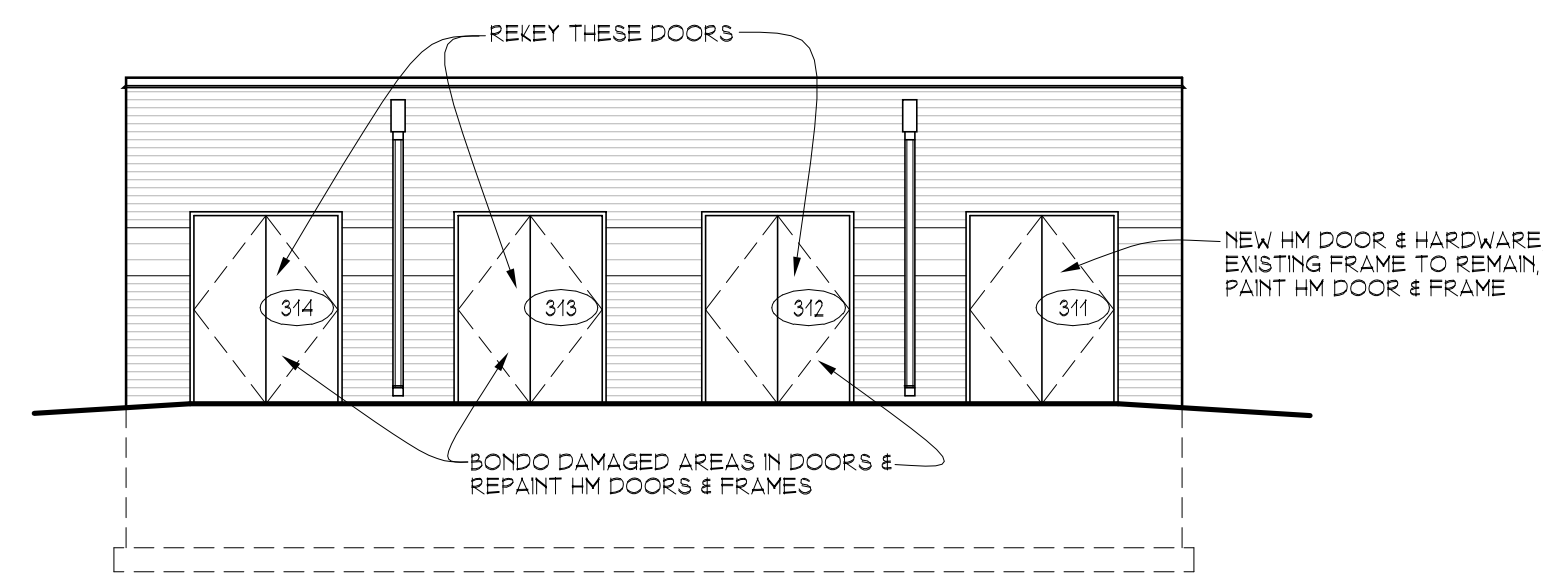 REKEY THESE DOORS
NEW HM DOOR & HARDWARE
EXISTING FRAME TO REMAIN,
PAINT HM DOOR & FRAME
314
313
312
311
BONDO DAMAGED AREAS IN DOORS &
REPAINT HM DOORS & FRAMES